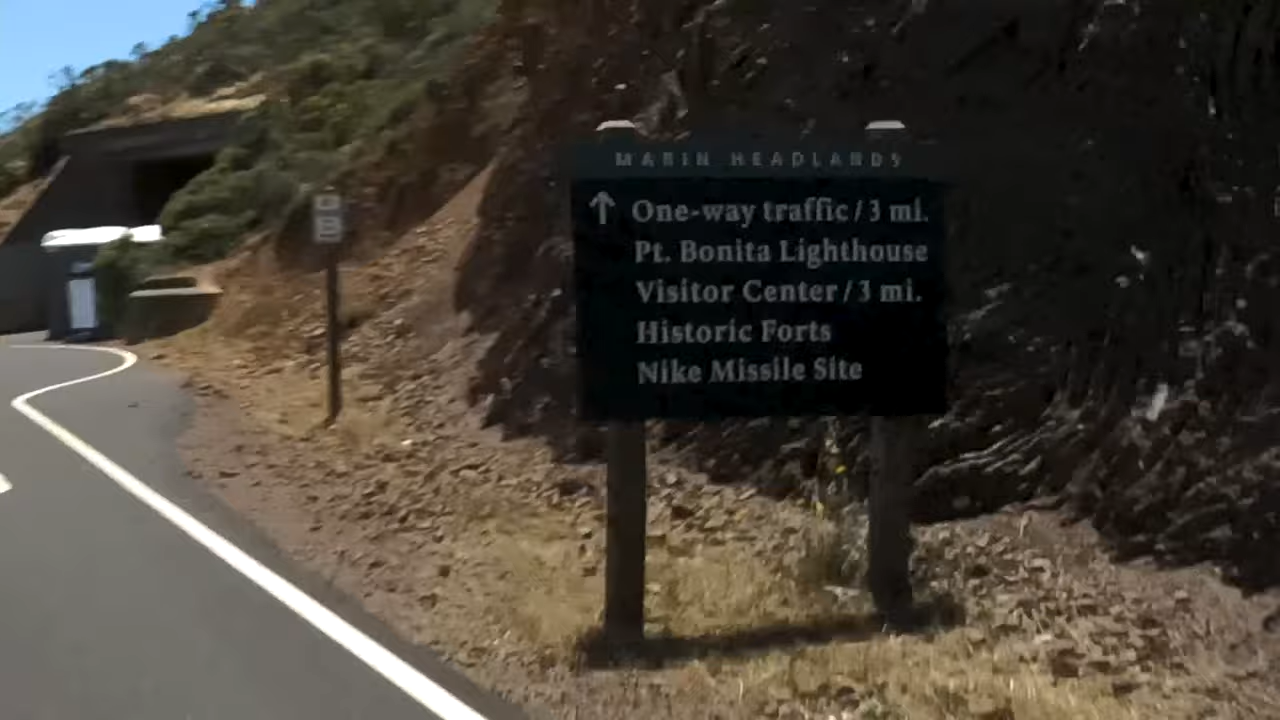 MARIN HEADLANDS
↑ One-way traffic / 3 mi.
Pt. Bonita Lighthouse
Visitor Center / 3 mi.
Historic Forts
Nike Missile Site